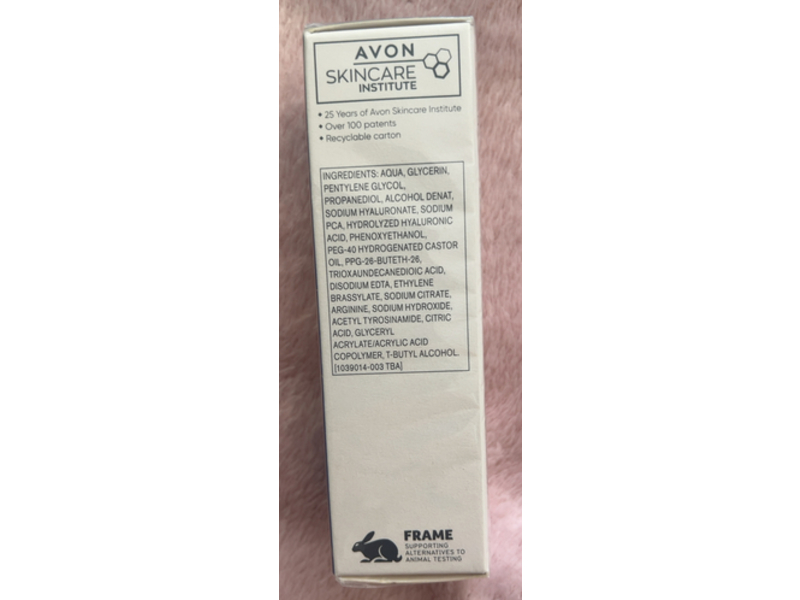 AVON
SKINCARE
INSTITUTE
• 25 Years of Avon Skincare Institute
• Over 100 patents
• Recyclable carton
INGREDIENTS: AQUA, GLYCERIN,
PENTYLENE GLYCOL,
PROPANEDIOL, ALCOHOL DENAT,
SODIUM HYALURONATE, SODIUM
PCA, HYDROLYZED HYALURONIC
ACID, PHENOXYETHANOL,
PEG-40 HYDROGENATED CASTOR
OIL, PPG-26-BUTETH-26,
TRIOXAUNDECANEDIOIC ACID,
DISODIUM EDTA, ETHYLENE
BRASSYLATE, SODIUM CITRATE,
ARGININE, SODIUM HYDROXIDE,
ACETYL TYROSINAMIDE, CITRIC
ACID, GLYCERYL
ACRYLATE/ACRYLIC ACID
COPOLYMER, T-BUTYL ALCOHOL.
[1039014-003 TBA]
FRAME
SUPPORTING
ALTERNATIVES TO
ANIMAL TESTING